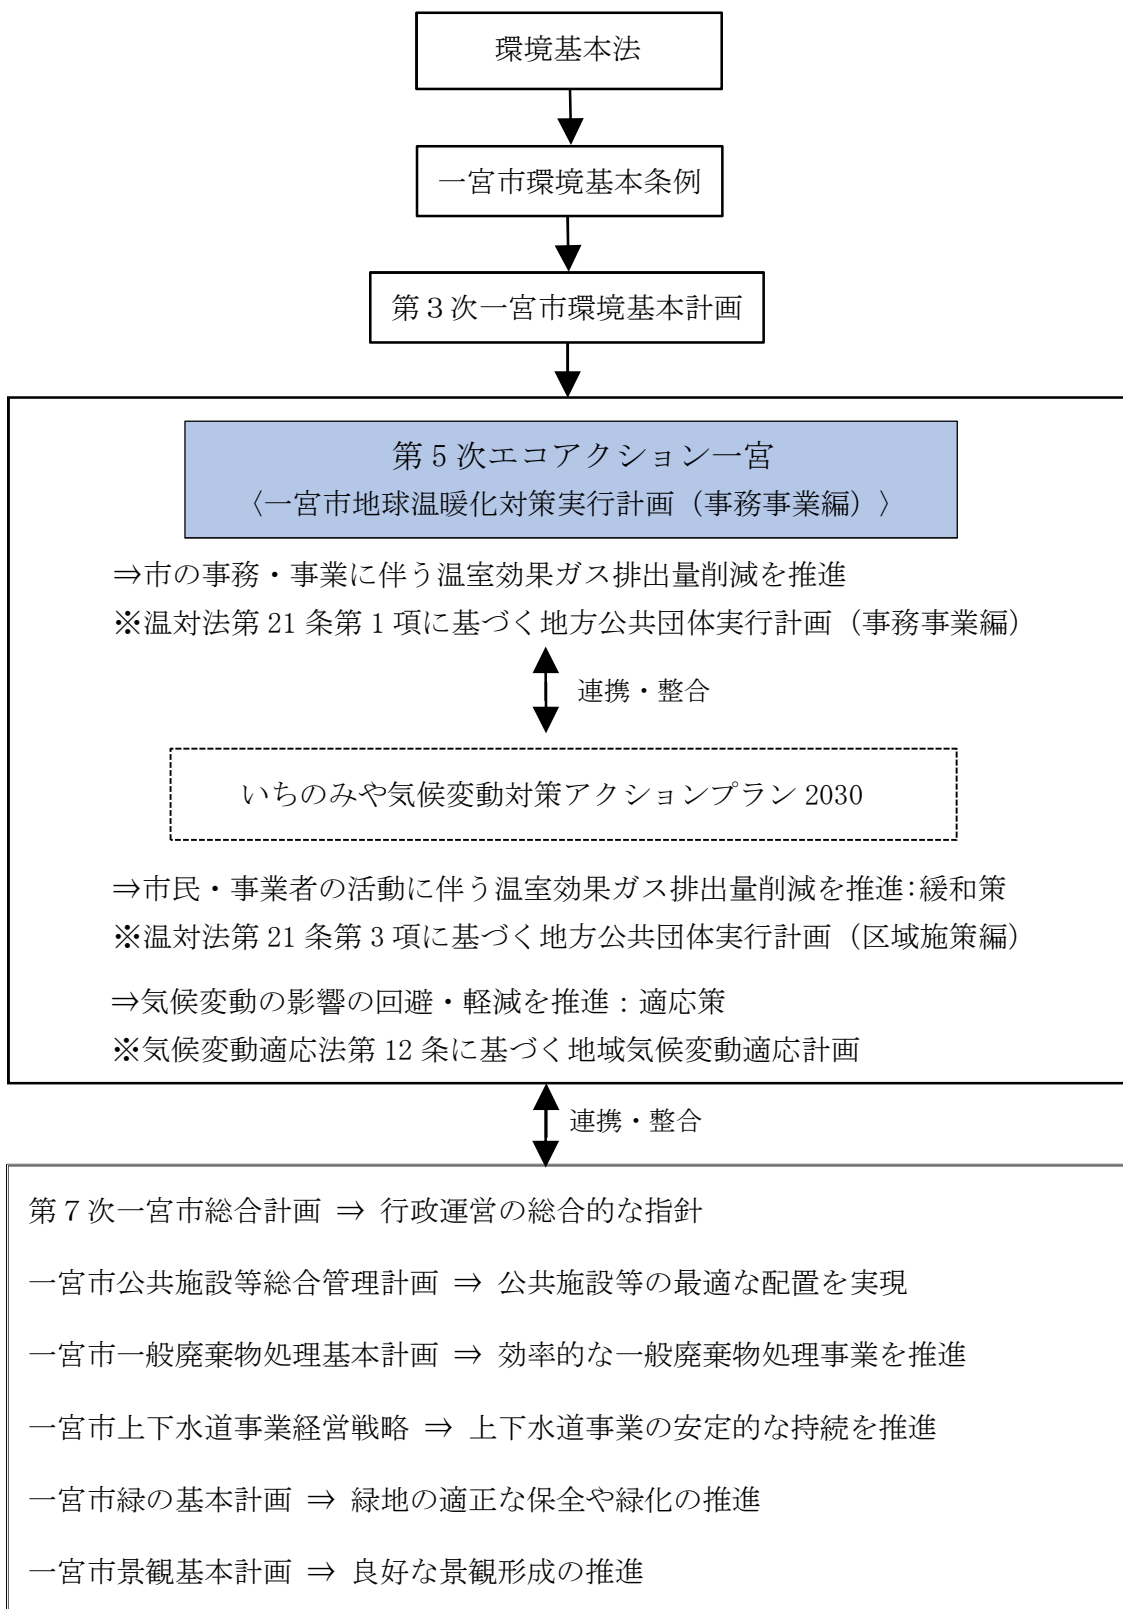 環境基本法
一宮市環境基本条例
第３次一宮市環境基本計画
第 5 次エコアクション一宮
〈一宮市地球温暖化対策実行計画（事務事業編）〉
⇒市の事務・事業に伴う温室効果ガス排出量削減を推進
※温対法第 21 条第 1 項に基づく地方公共団体実行計画（事務事業編）
連携・整合
いちのみや気候変動対策アクションプラン 2030
⇒市民・事業者の活動に伴う温室効果ガス排出量削減を推進：緩和策
※温対法第 21 条第 3 項に基づく地方公共団体実行計画（区域施策編）
⇒気候変動の影響の回避・軽減を推進：適応策
※気候変動適応法第 12 条に基づく地域気候変動適応計画
連携・整合
第７次一宮市総合計画 ⇒ 行政運営の総合的な指針
一宮市公共施設等総合管理計画 ⇒ 公共施設等の最適な配置を実現
一宮市一般廃棄物処理基本計画 ⇒ 効率的な一般廃棄物処理事業を推進
一宮市上下水道事業経営戦略 ⇒ 上下水道事業の安定的な持続を推進
一宮市緑の基本計画 ⇒ 緑地の適正な保全や緑化の推進
一宮市景観基本計画 ⇒ 良好な景観形成の推進